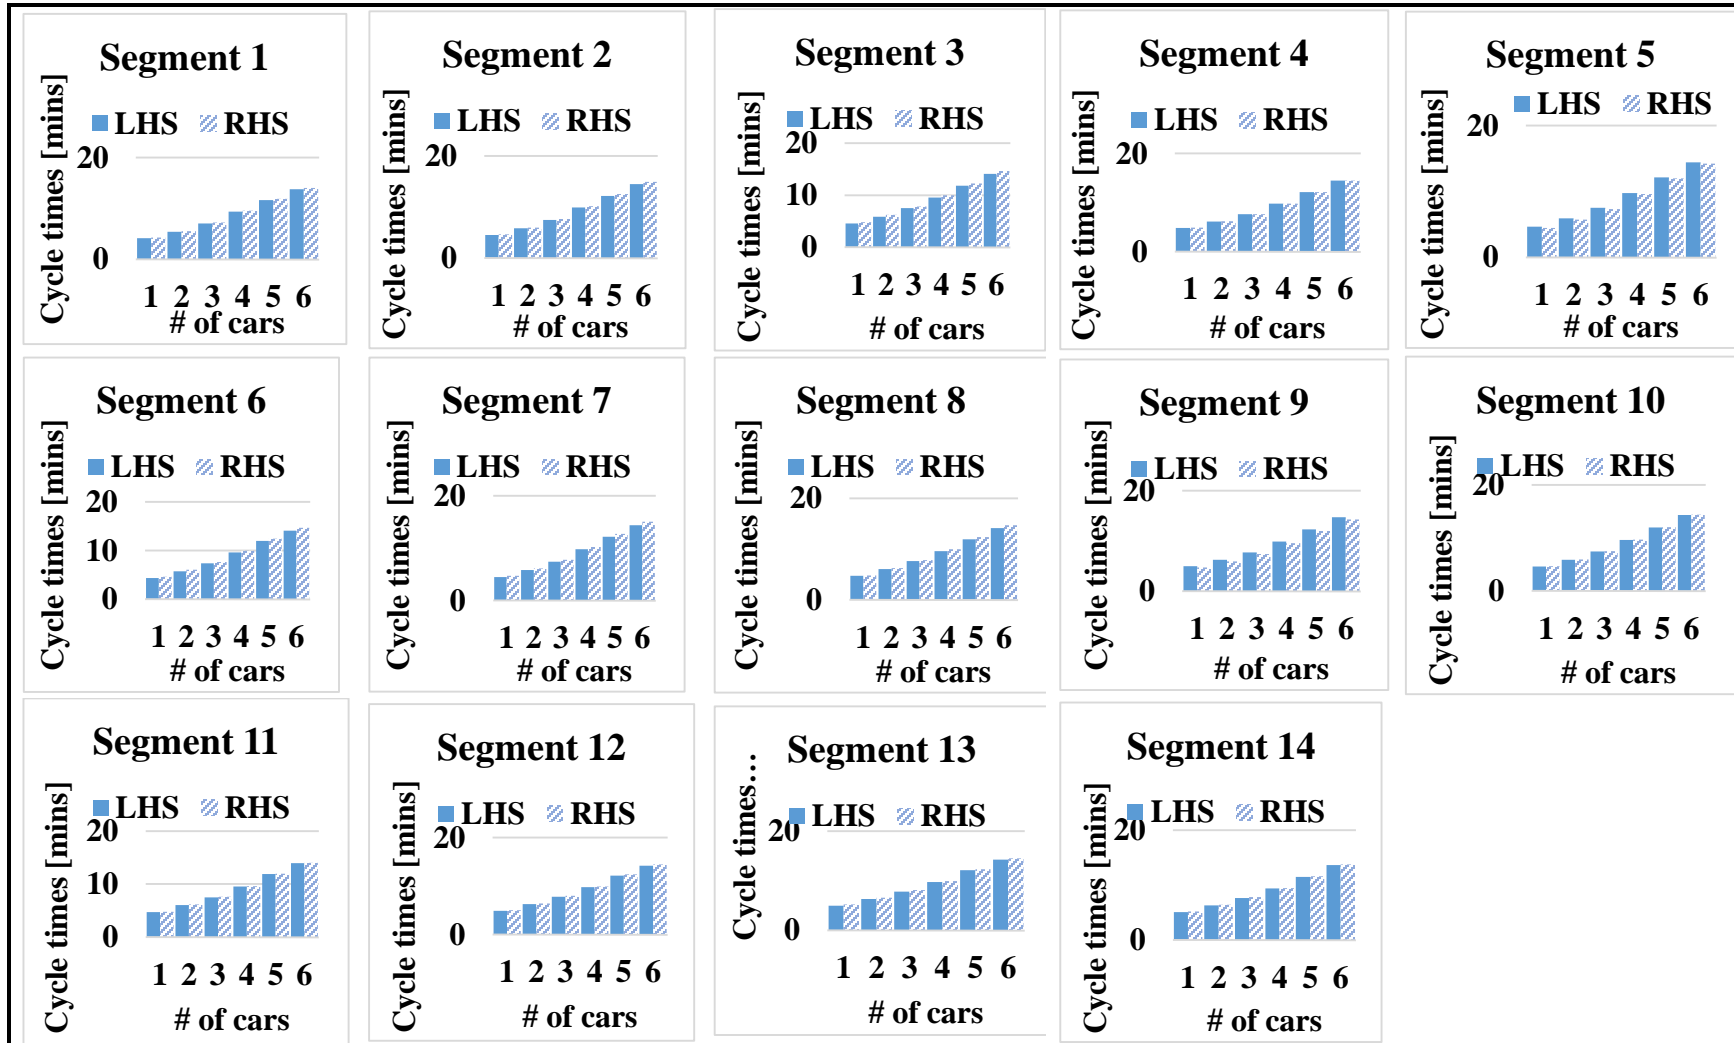 Segment 1
Cycle times [mins]
LHS RHS
20
0
1 2 3 4 5 6
# of cars
Segment 2
Cycle times [mins]
LHS RHS
20
0
1 2 3 4 5 6
# of cars
Segment 3
Cycle times [mins]
LHS RHS
20
10
0
1 2 3 4 5 6
# of cars
Segment 4
Cycle times [mins]
LHS RHS
20
0
1 2 3 4 5 6
# of cars
Segment 5
Cycle times [mins]
LHS RHS
20
0
1 2 3 4 5 6
# of cars
Segment 6
Cycle times [mins]
LHS RHS
20
10
0
1 2 3 4 5 6
# of cars
Segment 7
Cycle times [mins]
LHS RHS
20
0
1 2 3 4 5 6
# of cars
Segment 8
Cycle times [mins]
LHS RHS
20
0
1 2 3 4 5 6
# of cars
Segment 9
Cycle times [mins]
LHS RHS
20
0
1 2 3 4 5 6
# of cars
Segment 10
Cycle times [mins]
LHS RHS
20
0
1 2 3 4 5 6
# of cars
Segment 11
Cycle times [mins]
LHS RHS
20
10
0
1 2 3 4 5 6
# of cars
Segment 12
Cycle times [mins]
LHS RHS
20
0
1 2 3 4 5 6
# of cars
Segment 13
Cycle times...
LHS RHS
20
0
1 2 3 4 5 6
# of cars
Segment 14
Cycle times [mins]
LHS RHS
20
0
1 2 3 4 5 6
# of cars